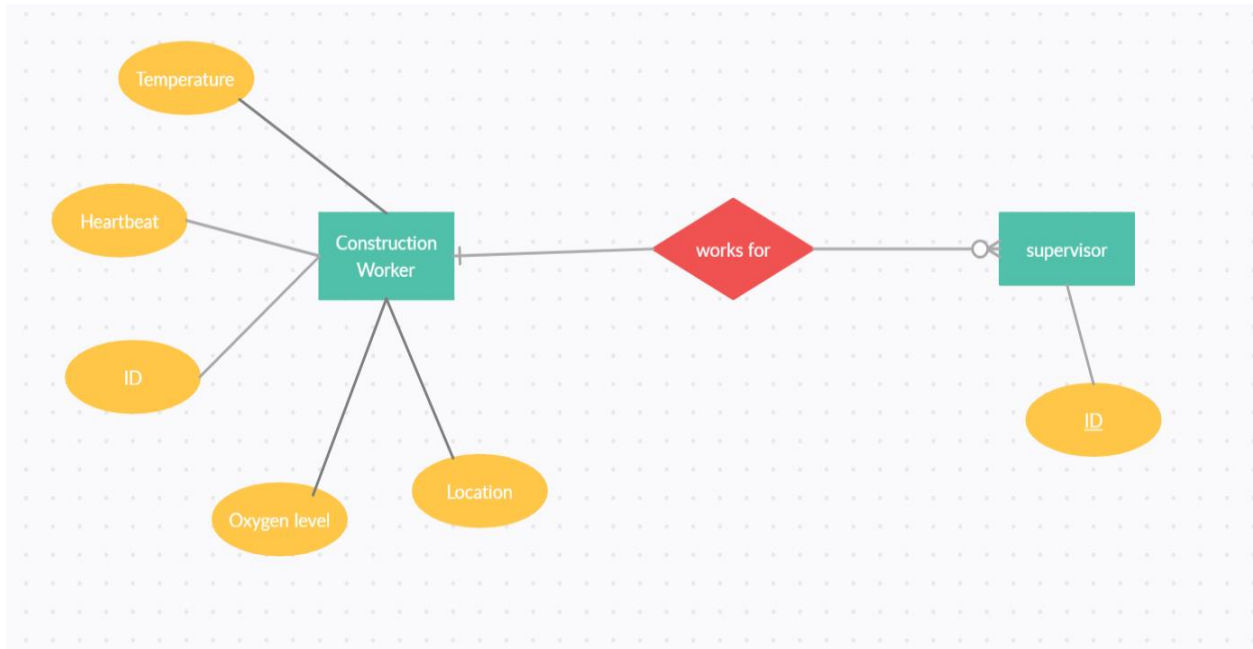 Temperature
Heartbeat
Construction
Worker
works for
supervisor
ID
ID
Location
Oxygen level